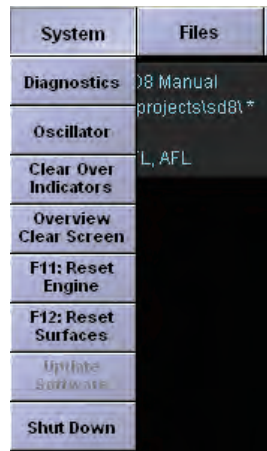 System Files
Diagnostics
08 Manual
projects\sd8\ *
Oscillator
L, AFL
Clear Over
Indicators
Overview
Clear Screen
F11: Reset
Engine
F12: Reset
Surfaces
Update
Software
Shut Down